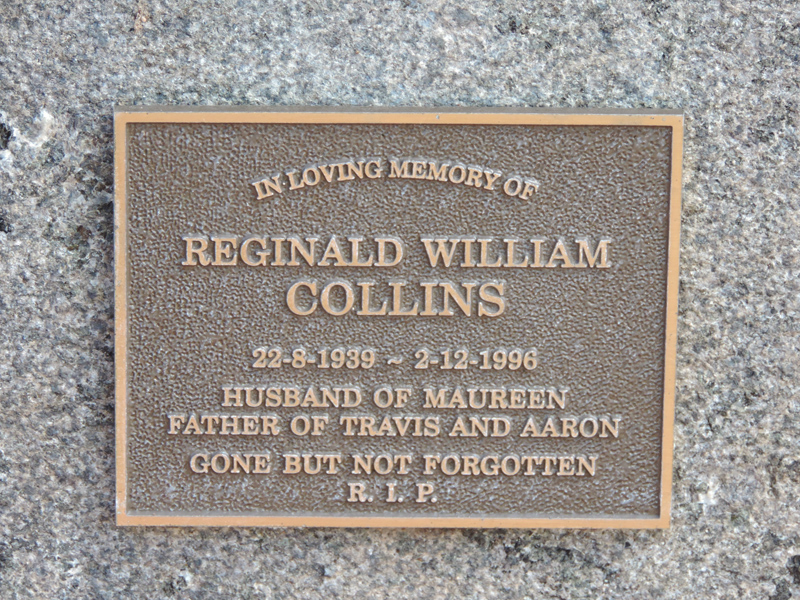 IN LOVING MEMORY OF
REGINALD WILLIAM
COLLINS
22-8-1939 ~ 2-12-1996
HUSBAND OF MAUREEN
FATHER OF TRAVIS AND AARON
GONE BUT NOT FORGOTTEN
R. I. P.